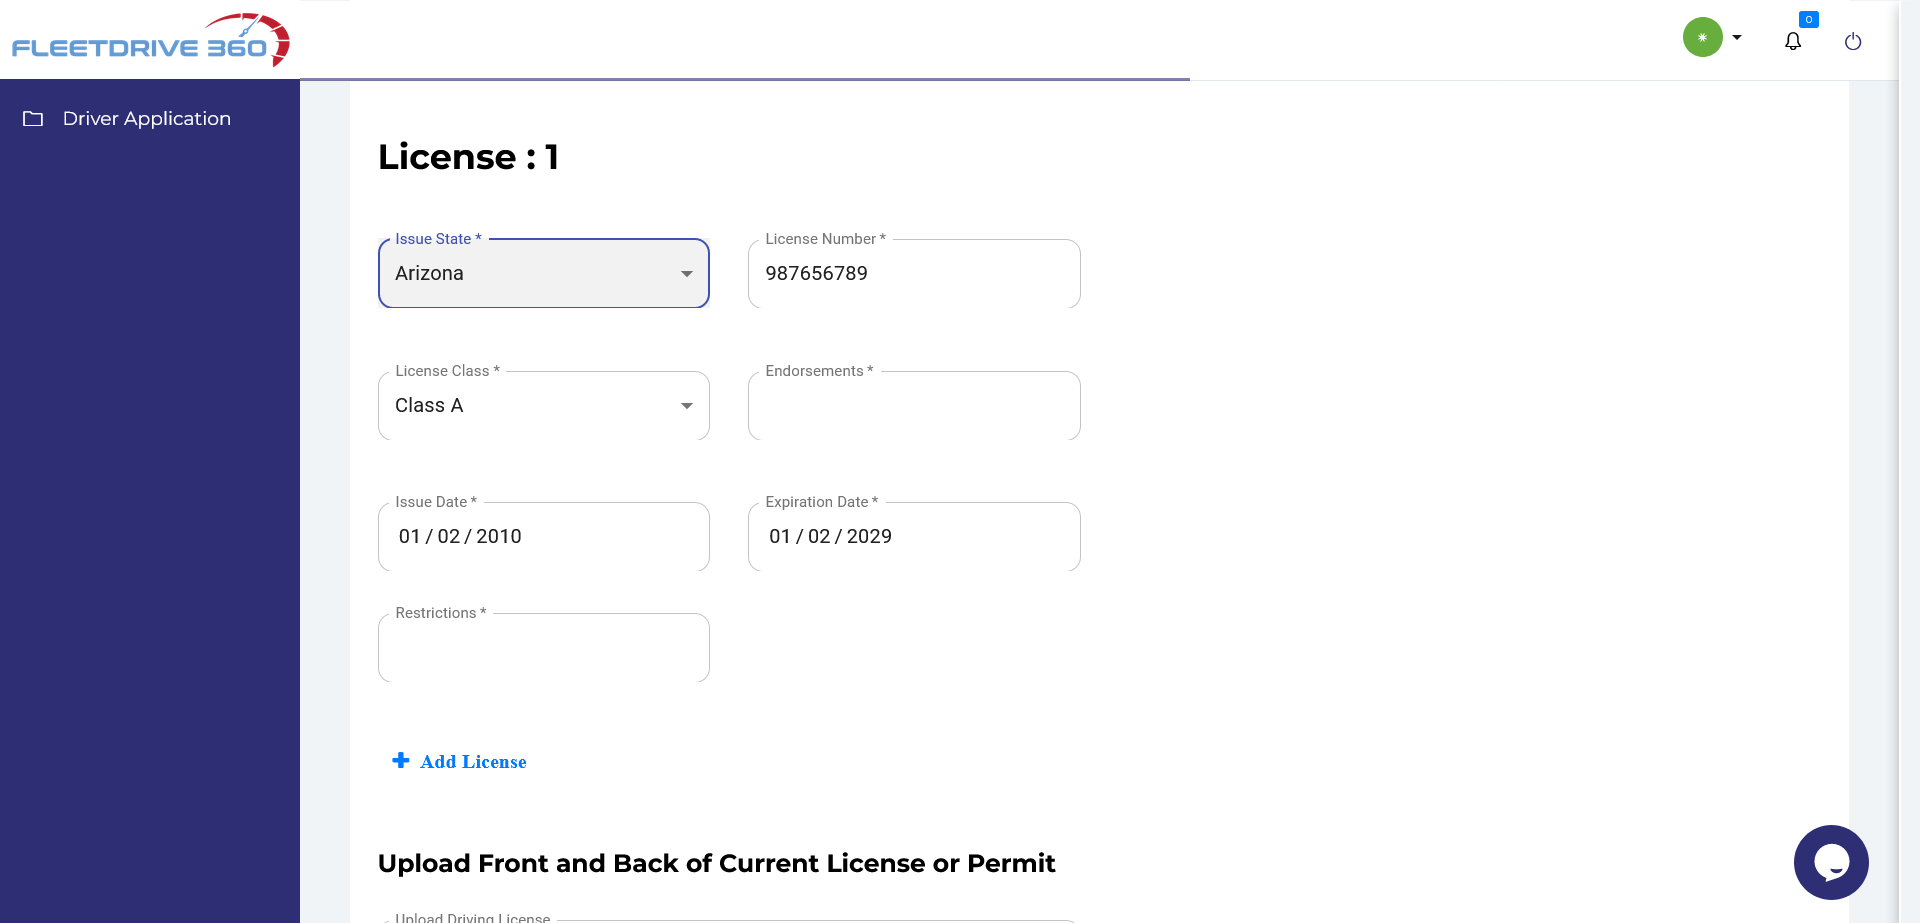 FLEETDRIVE 360
0
Driver Application
License : 1
Issue State *
Arizona
License Number *
987656789
License Class *
Class A
Endorsements *
Issue Date *
01 / 02 / 2010
Expiration Date *
01 / 02 / 2029
Restrictions *
Add License
Upload Front and Back of Current License or Permit
Upload Driving License